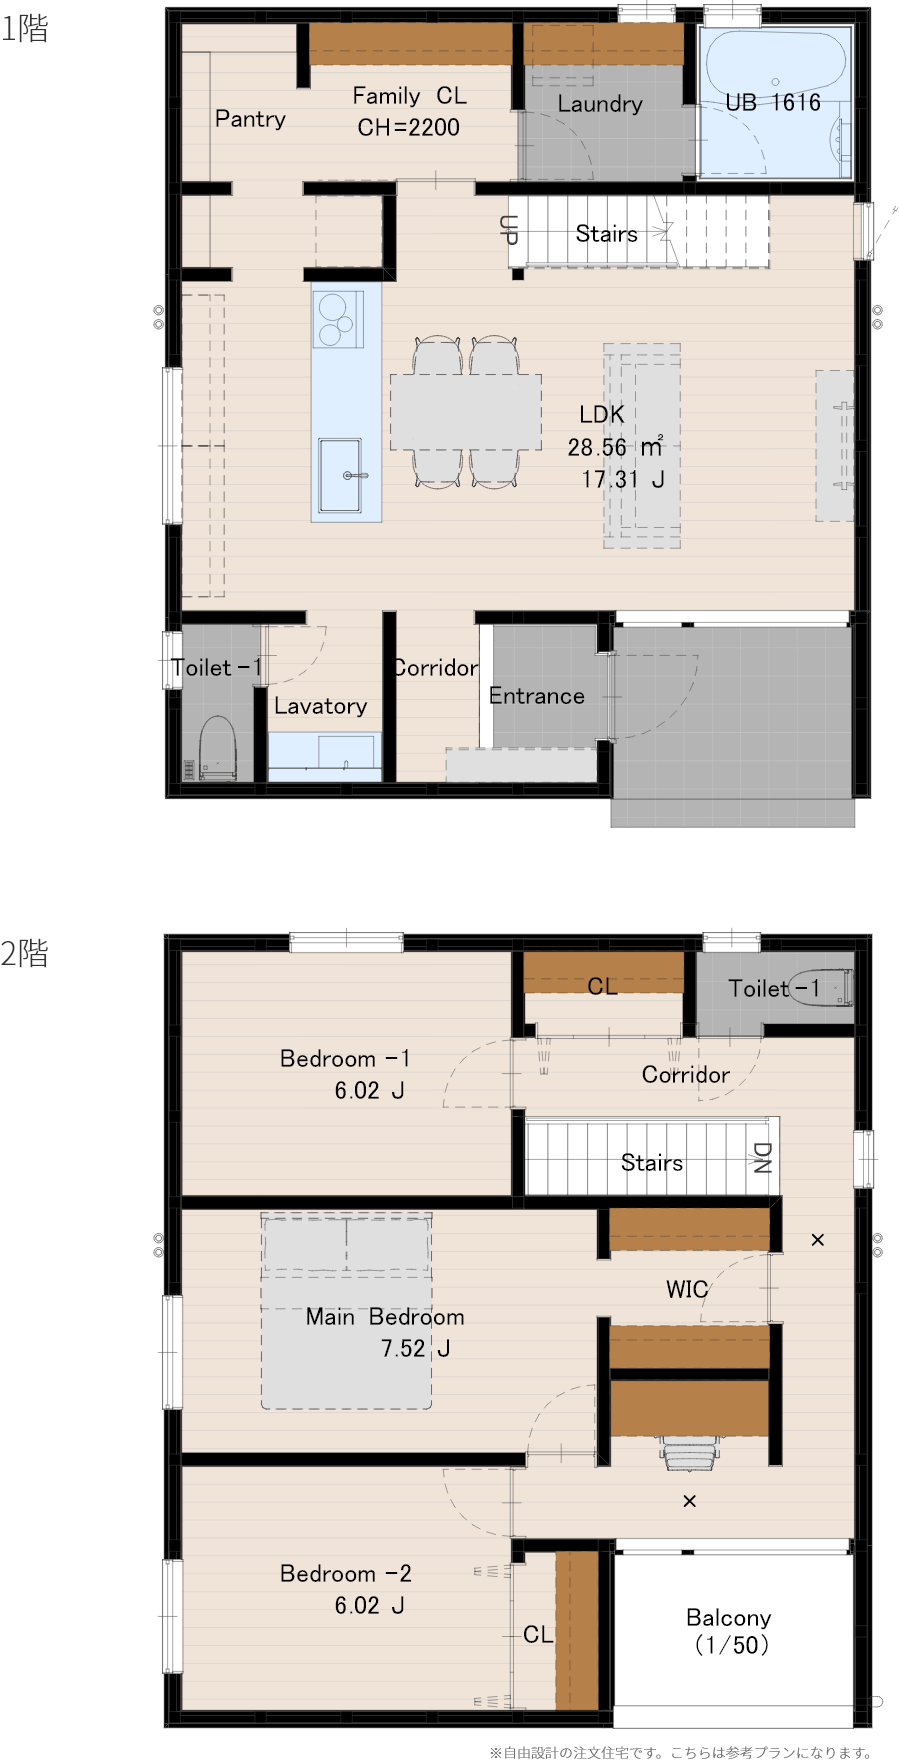 1階
Pantry
Family CL
CH=2200
Laundry
UB 1616
UP
Stairs
LDK
28.56 ㎡
17.31 J
Toilet-1
Lavatory
Corridor
Entrance
2階
Bedroom-1
6.02 J
CL
Toilet-1
Corridor
Stairs
DN
Main Bedroom
7.52 J
WIC
Bedroom-2
6.02 J
CL
Balcony
(1/50)
※自由設計の注文住宅です。こちらは参考プランになります。